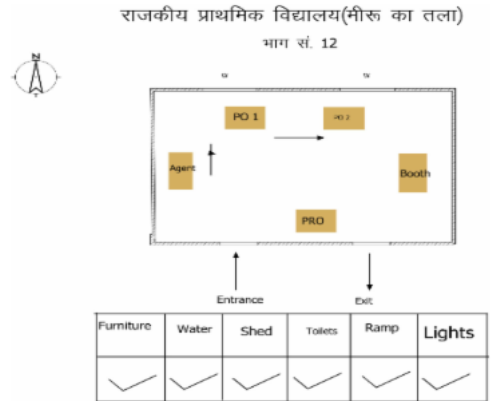 राजकीय प्राथमिक विद्यालय(मीरू का तला)
भाग सं. 12
N
W W
PO 1 PO 2
Agent Booth
PRO
Entrance Exit
Furniture Water Shed Toilets Ramp Lights